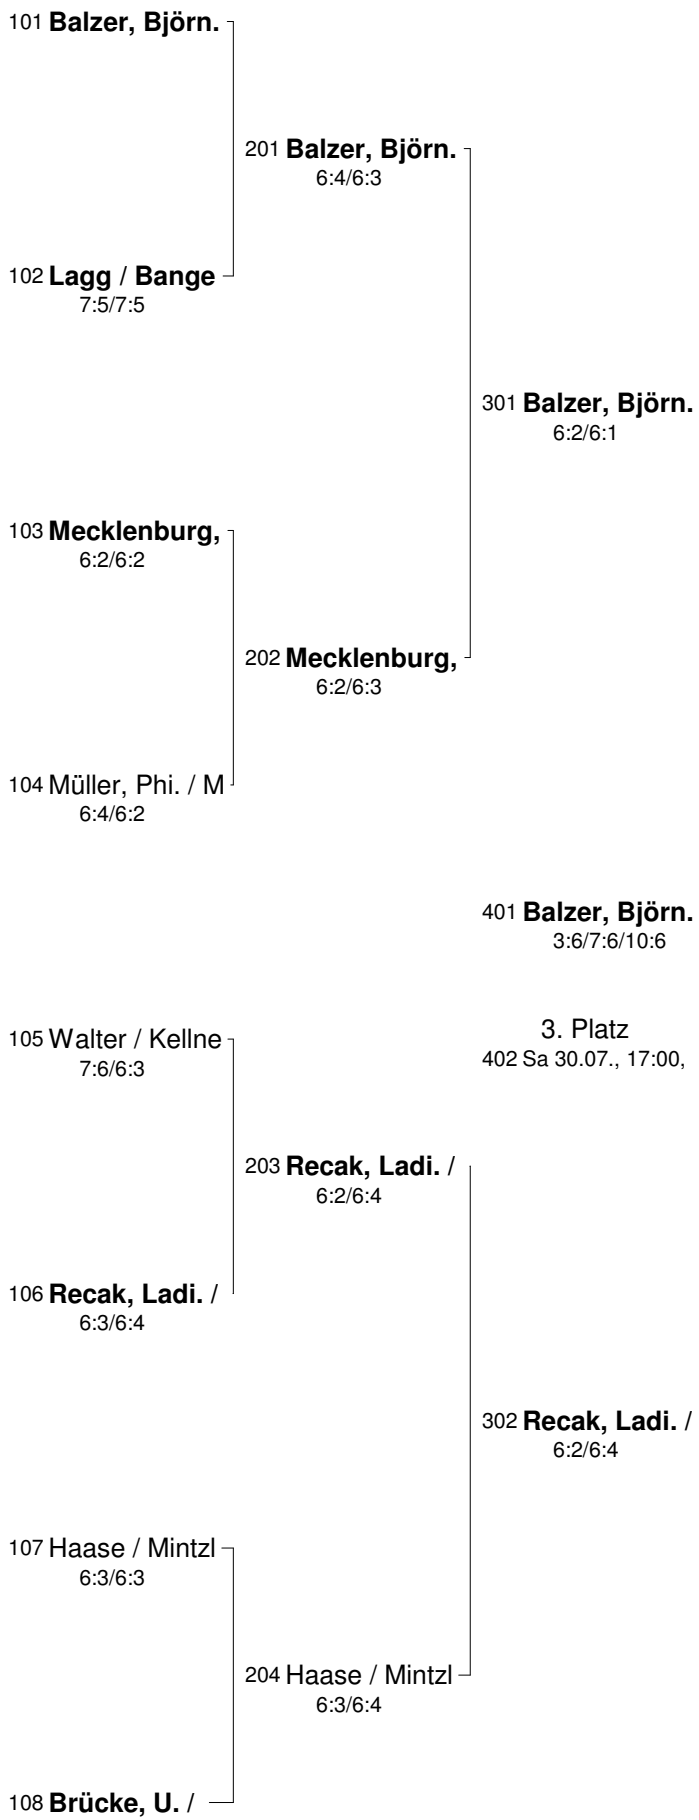 101 Balzer, Björn.
201 Balzer, Björn.
6:4/6:3
102 Lagg / Bange
7:5/7:5
301 Balzer, Björn.
6:2/6:1
103 Mecklenburg,
6:2/6:2
202 Mecklenburg,
6:2/6:3
104 Müller, Phi. / M
6:4/6:2
401 Balzer, Björn.
3:6/7:6/10:6
3. Platz
402 Sa 30.07., 17:00,
105 Walter / Kellne
7:6/6:3
203 Recak, Ladi. /
6:2/6:4
106 Recak, Ladi. /
6:3/6:4
302 Recak, Ladi. /
6:2/6:4
107 Haase / Mintzl
6:3/6:3
204 Haase / Mintzl
6:3/6:4
108 Brücke, U. /